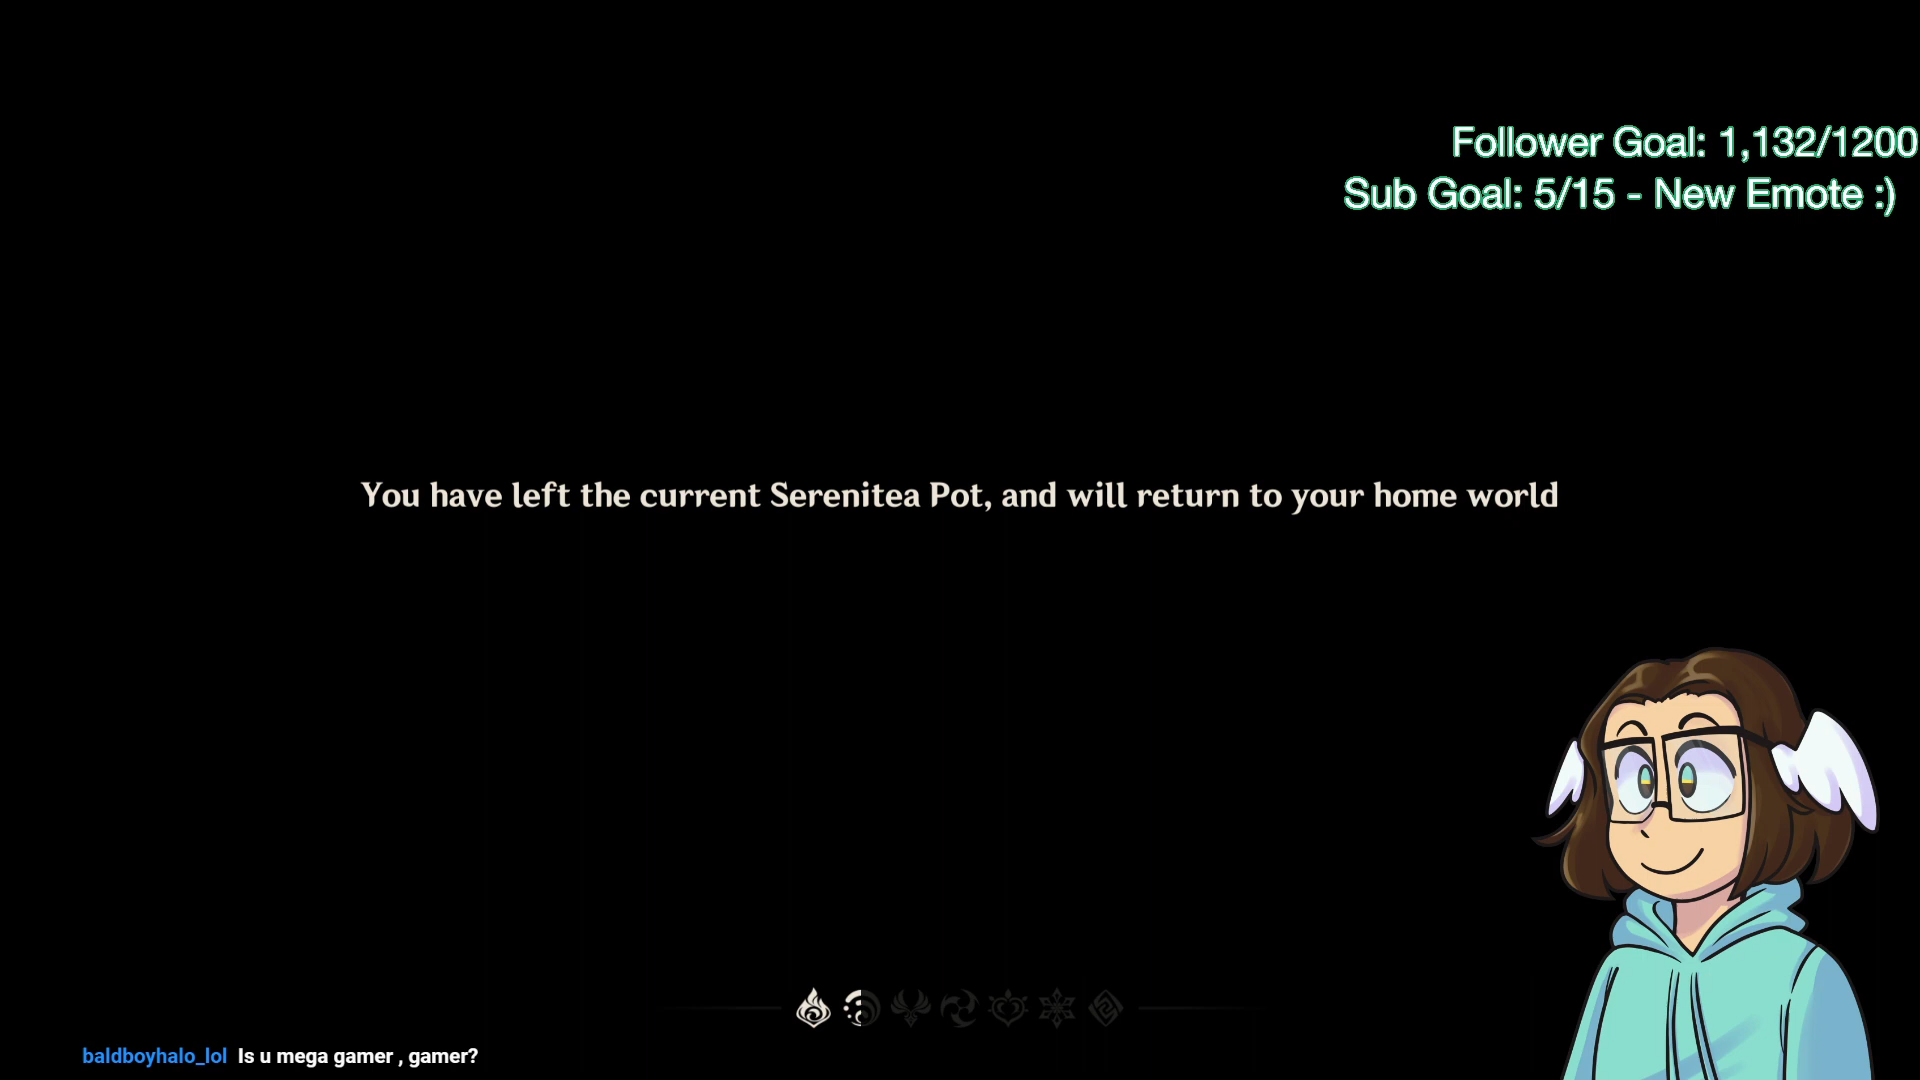 Follower Goal: 1,132/1200
Sub Goal: 5/15 - New Emote :)
You have left the current Serenitea Pot, and will return to your home world
baldboyhalo_lol Is u mega gamer , gamer?